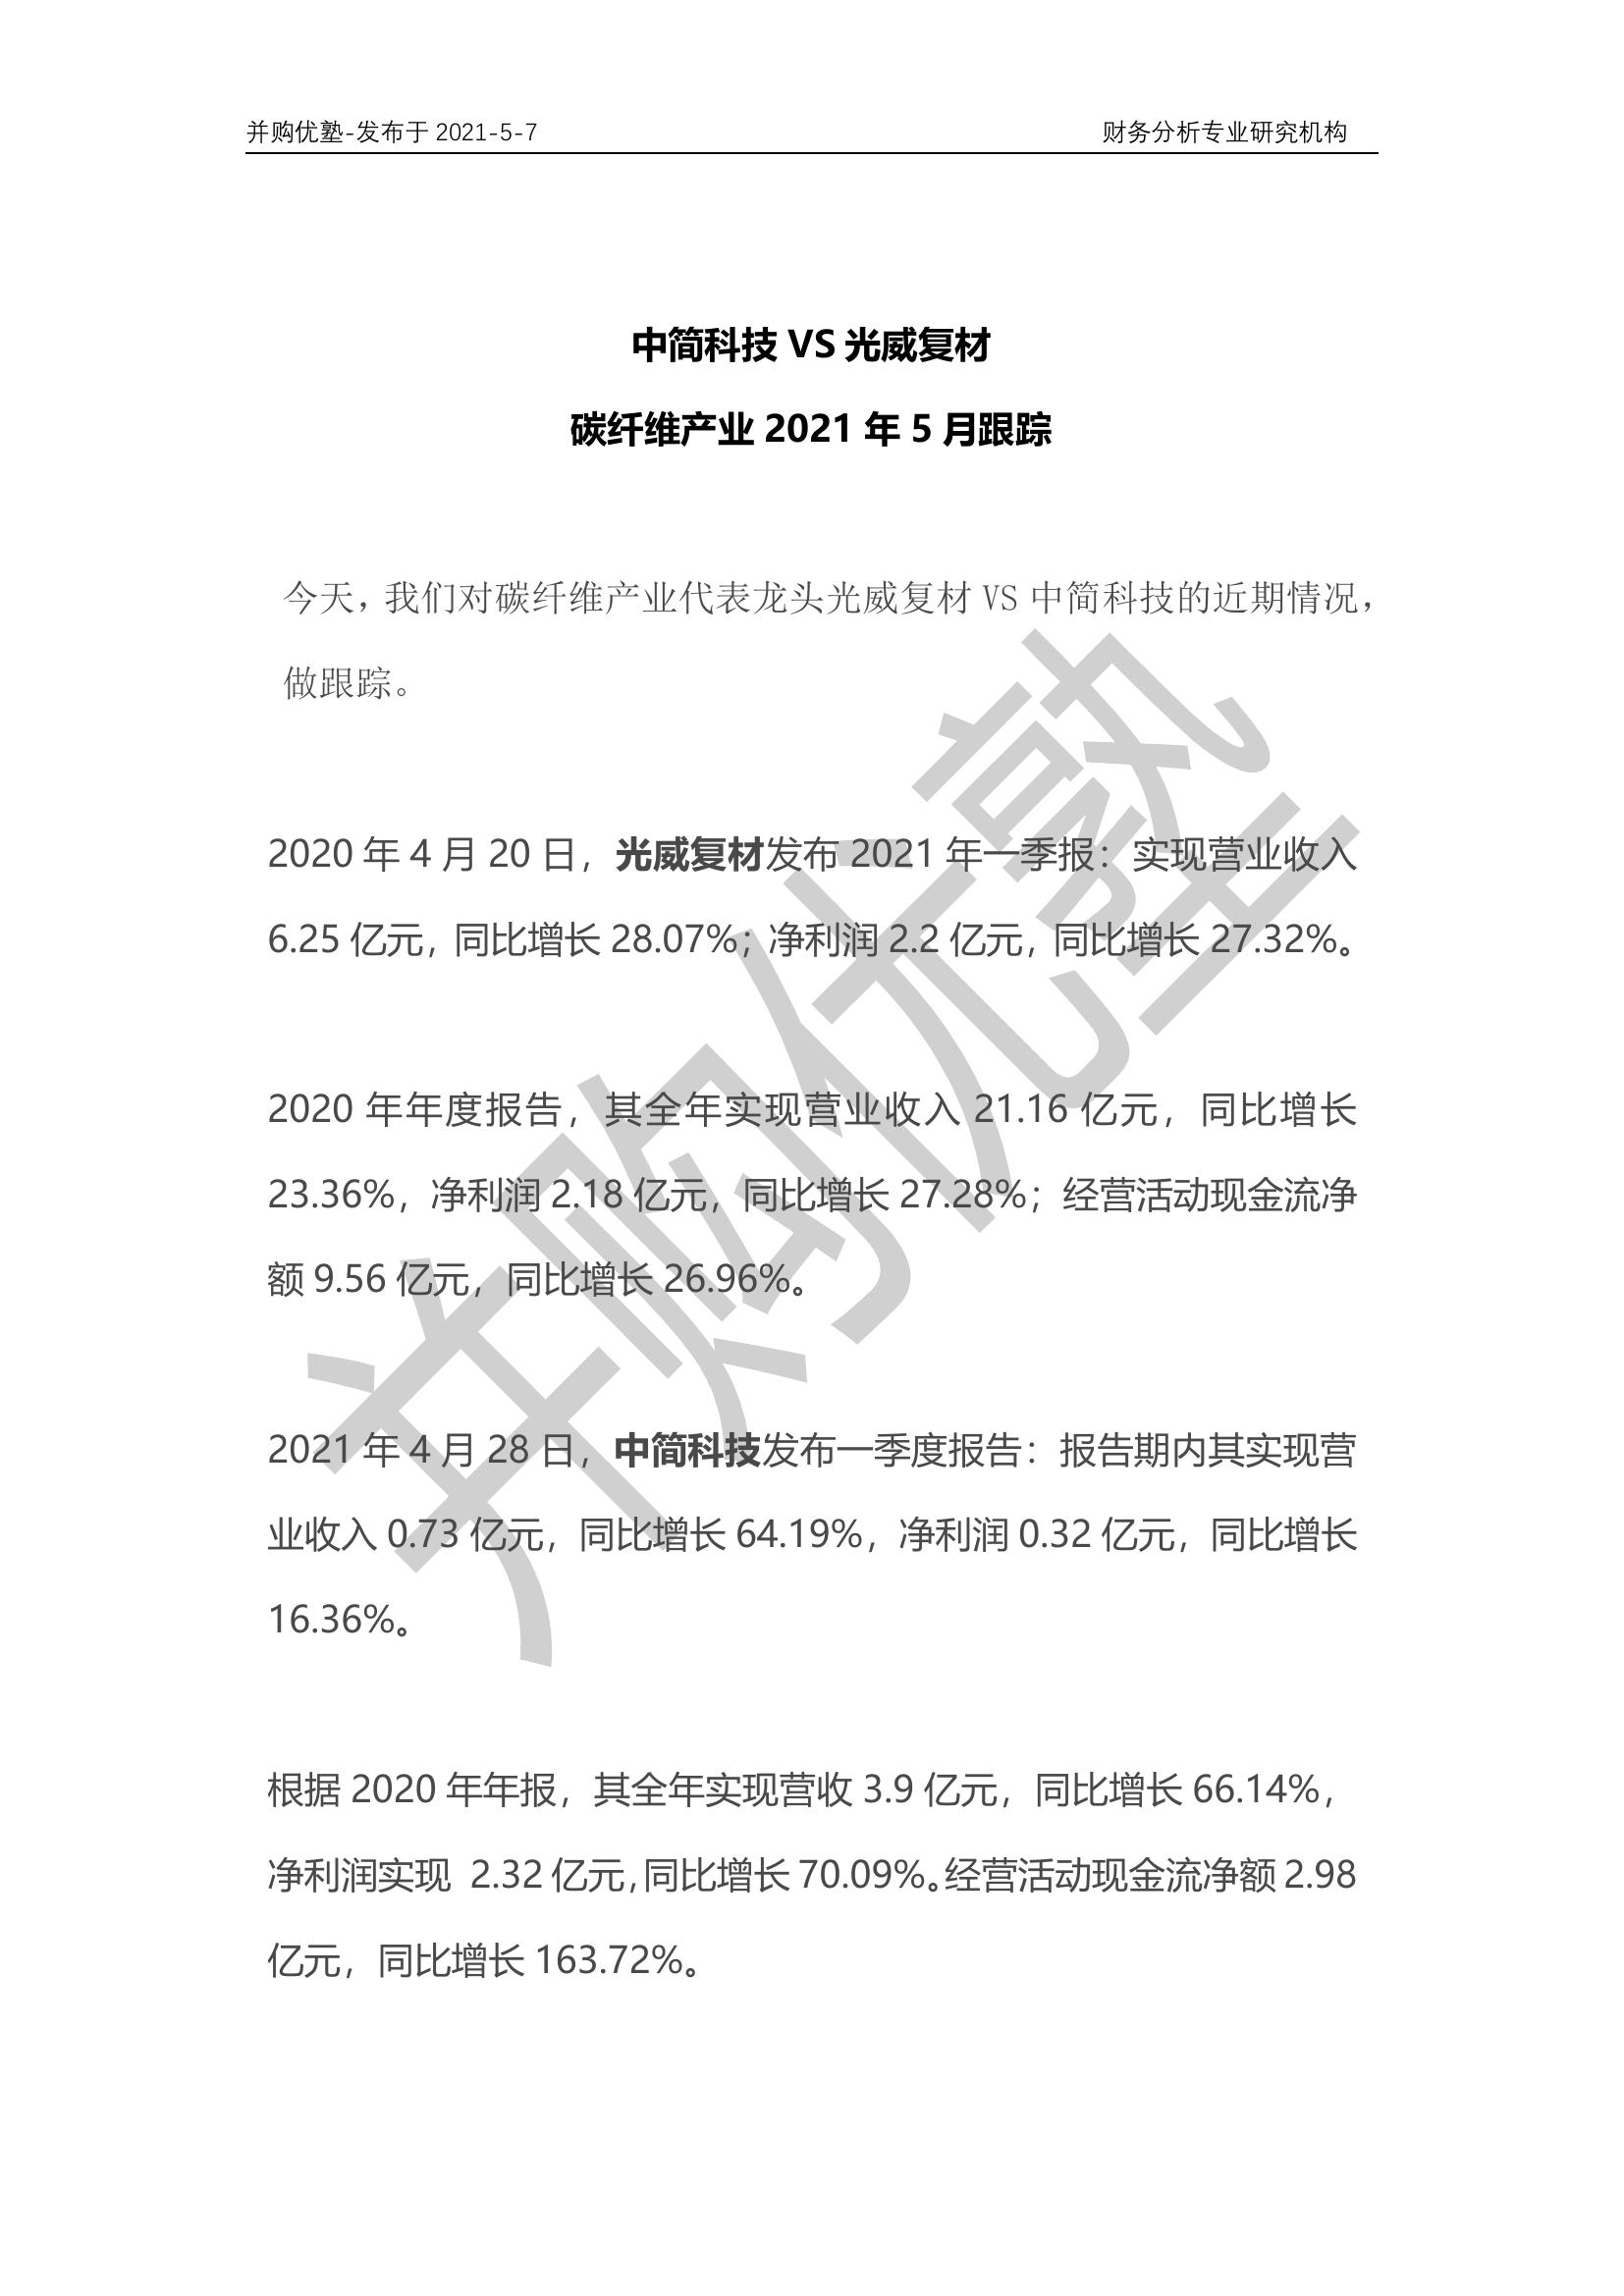 并购优塾-发布于 2021-5-7 财务分析专业研究机构
中简科技 VS 光威复材
碳纤维产业 2021 年 5 月跟踪
今天，我们对碳纤维产业代表龙头光威复材 VS 中简科技的近期情况，
做跟踪。
2020 年 4 月 20 日，光威复材发布 2021 年一季报：实现营业收入
6.25 亿元，同比增长 28.07%；净利润 2.2 亿元，同比增长 27.32%。
2020 年年度报告，其全年实现营业收入 21.16 亿元，同比增长
23.36%，净利润 2.18 亿元，同比增长 27.28%；经营活动现金流净
额 9.56 亿元，同比增长 26.96%。
2021 年 4 月 28 日，中简科技发布一季度报告：报告期内其实现营
业收入 0.73 亿元，同比增长 64.19%，净利润 0.32 亿元，同比增长
16.36%。
根据 2020 年年报，其全年实现营收 3.9 亿元，同比增长 66.14%，
净利润实现 2.32 亿元，同比增长 70.09%。经营活动现金流净额 2.98
亿元，同比增长 163.72%。
并购优塾